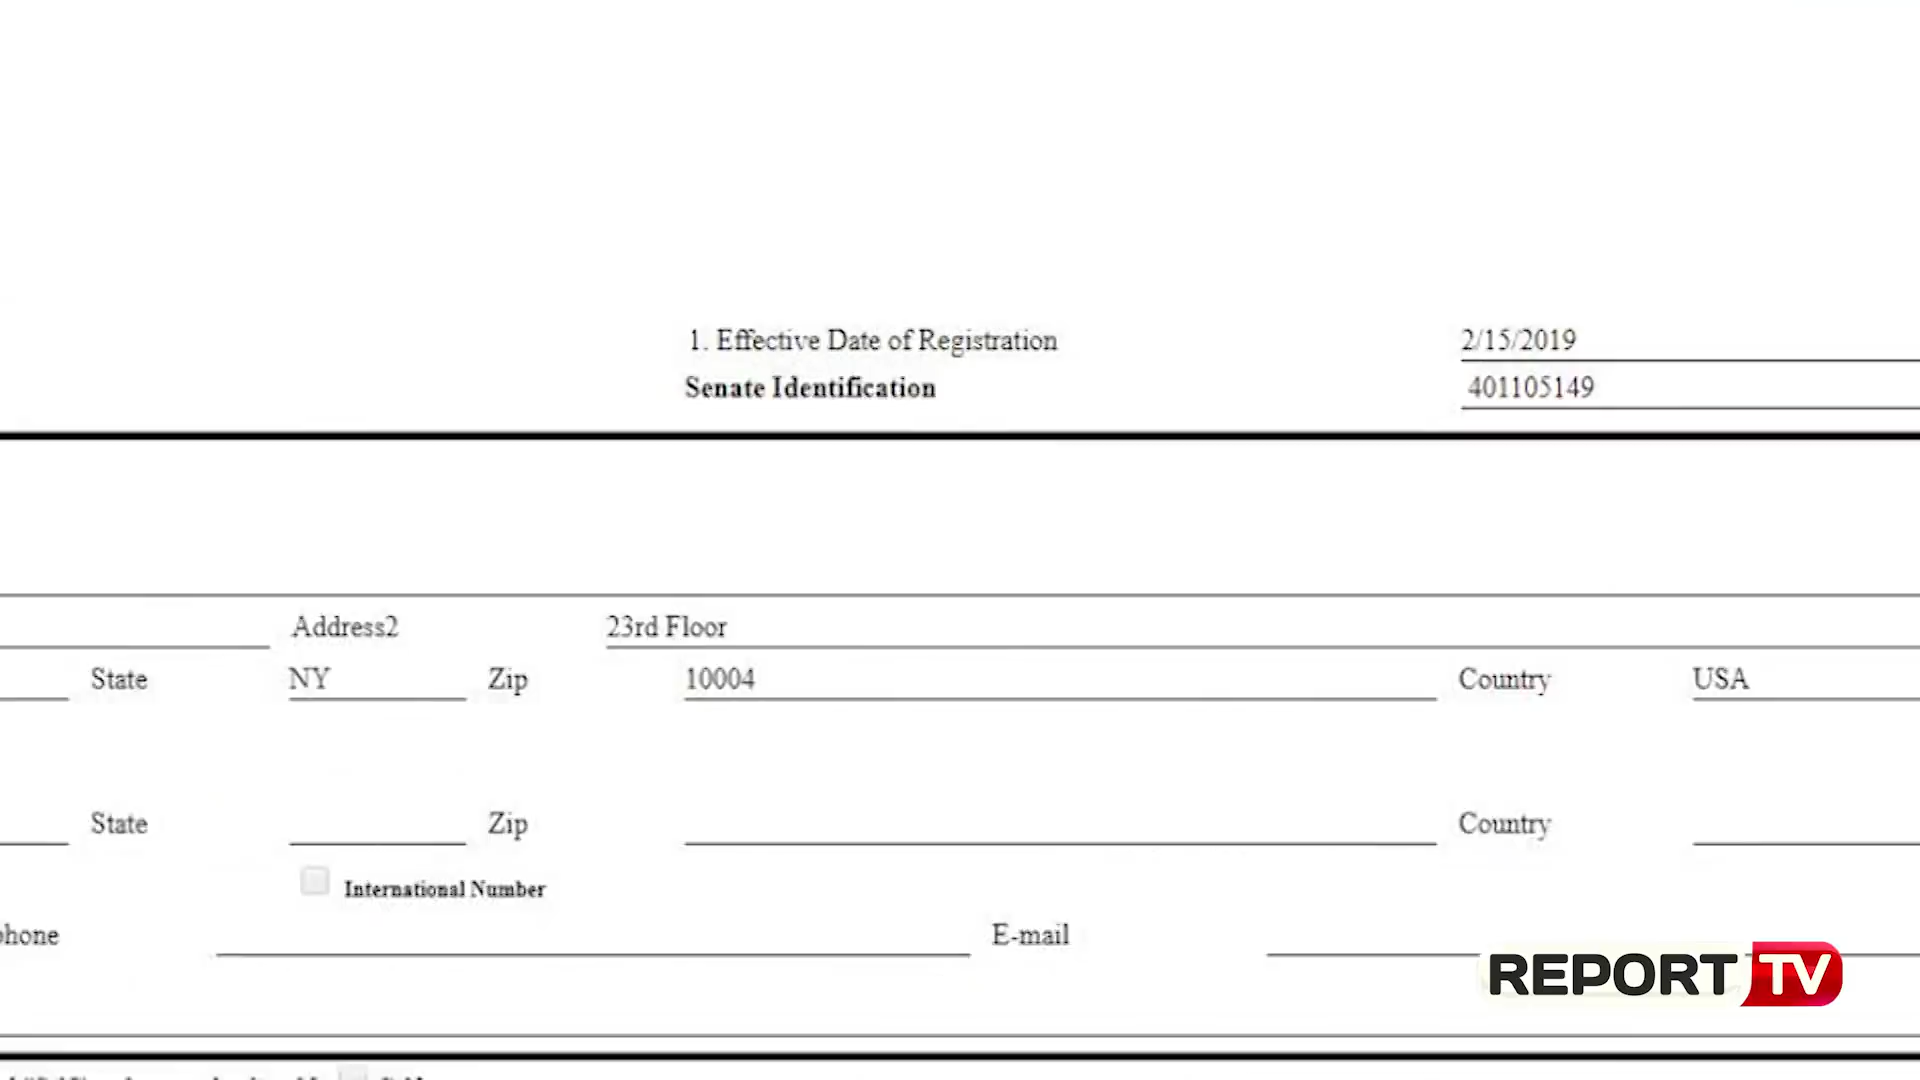 1. Effective Date of Registration 2/15/2019
Senate Identification 401105149
Address2 23rd Floor
State NY Zip 10004 Country USA
State Zip Country
International Number
phone E-mail
REPORT TV